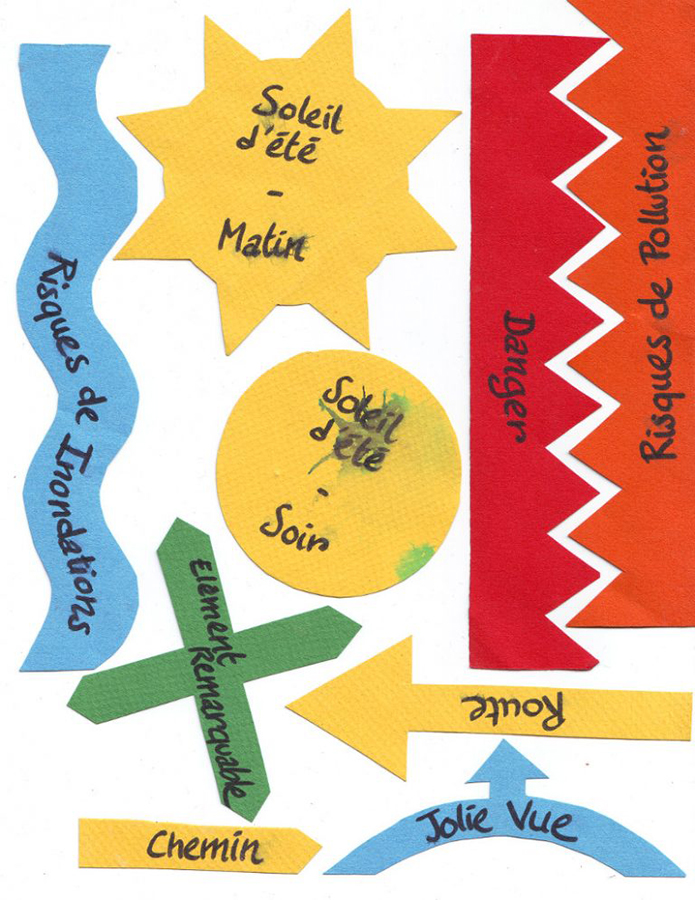 Soleil
d'été
-
Matin
Risques de Inondations
Danger
Risques de Pollution
Soleil
d'été
-
Soir
Element
Remarquable
Route
Jolie Vue
Chemin